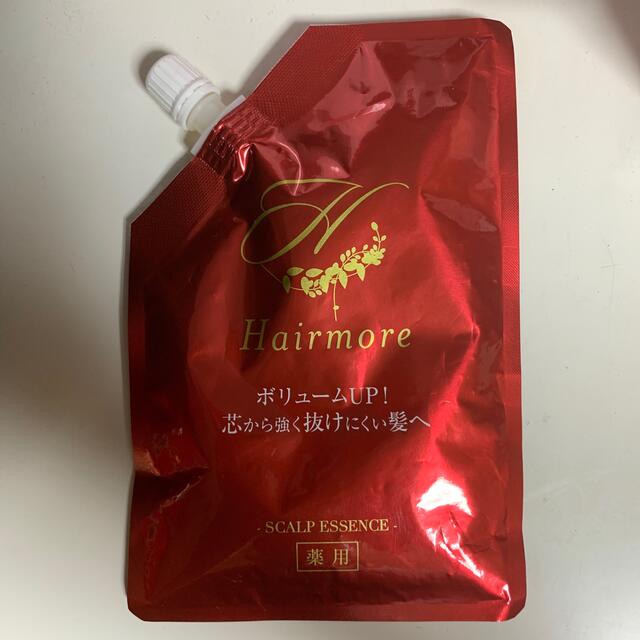 H
Hairmore
ボリュームUP!
芯から強く抜けにくい髪へ
- SCALP ESSENCE -
薬用